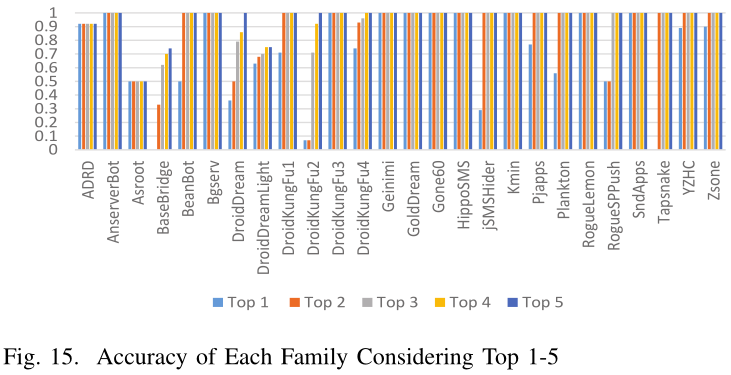 1
0.9
0.8
0.7
0.6
0.5
0.4
0.3
0.2
0.1
0
ADRD
AnserverBot
Asroot
BaseBridge
BeanBot
Bgserv
DroidDream
DroidDreamLight
DroidKungFu1
DroidKungFu2
DroidKungFu3
DroidKungFu4
Geinimi
GoldDream
Gone60
HippoSMS
jSMSHider
Kmin
Pjapps
Plankton
RogueLemon
RogueSPPush
SndApps
Tapsnake
YZHC
Zsone
Top 1 Top 2 Top 3 Top 4 Top 5
Fig. 15. Accuracy of Each Family Considering Top 1-5